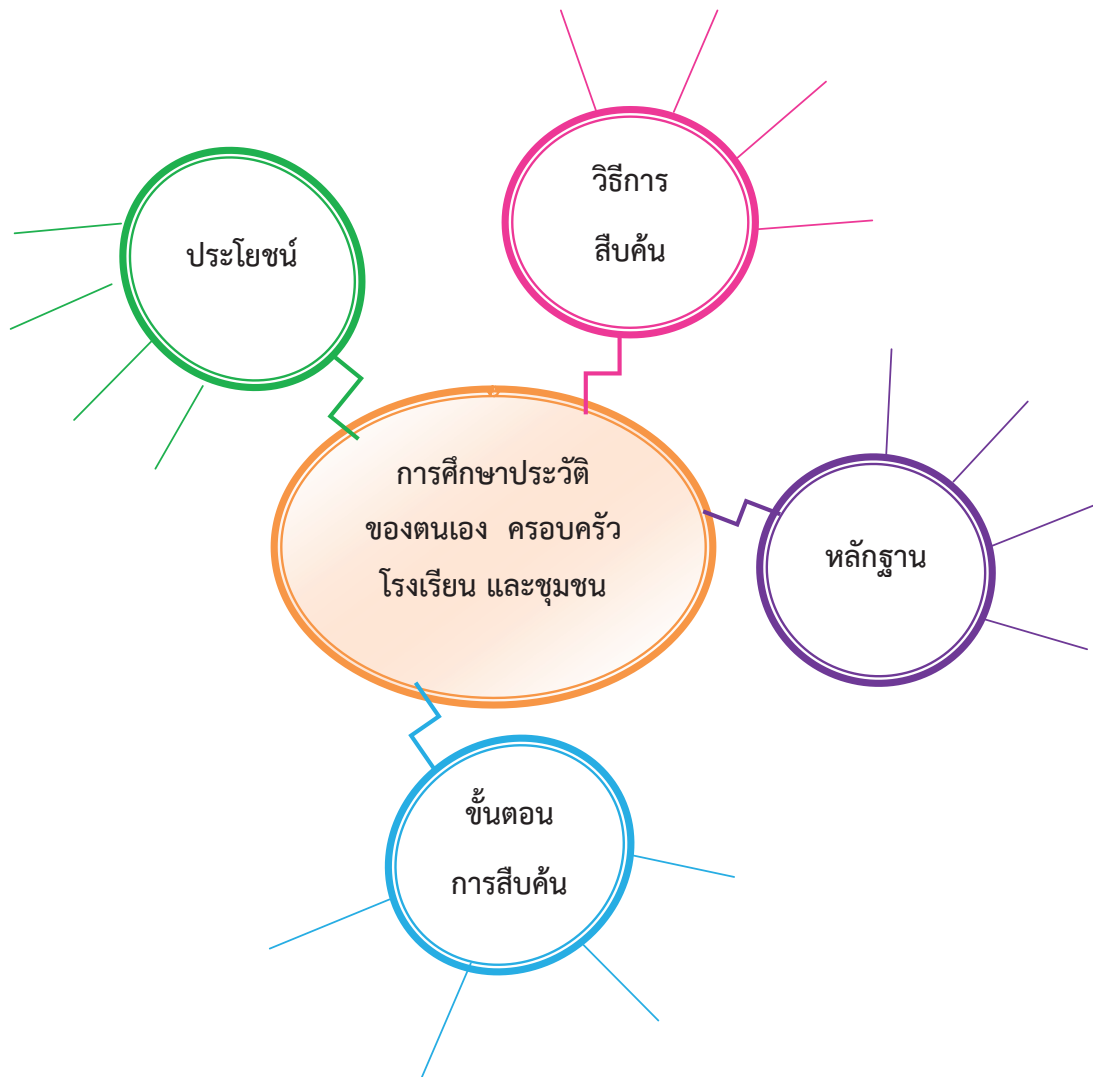 วิธีการ
สืบค้น
ประโยชน์
การศึกษาประวัติ
ของตนเอง ครอบครัว
โรงเรียน และชุมชน
หลักฐาน
ขั้นตอน
การสืบค้น